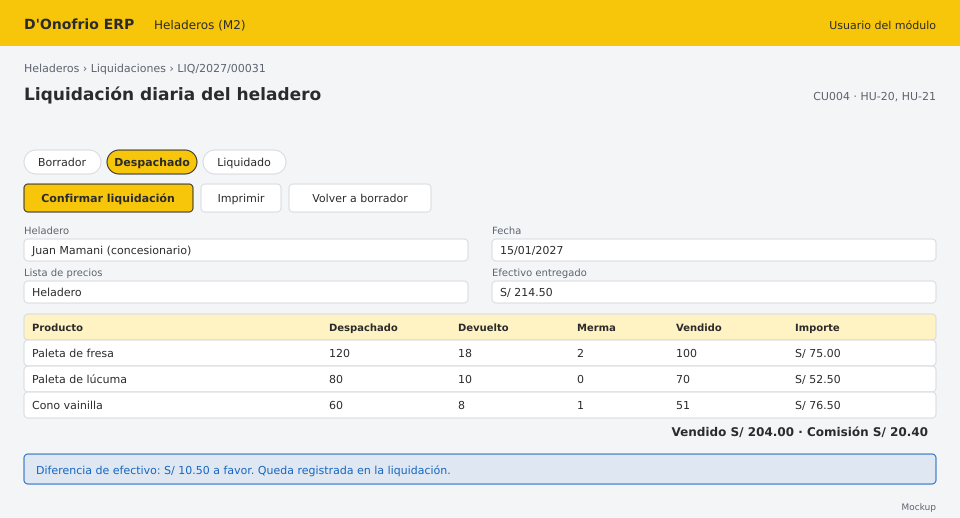 D'Onofrio ERP Heladeros (M2) Usuario del módulo
Heladeros › Liquidaciones › LIQ/2027/00031
Liquidación diaria del heladero CU004 · HU-20, HU-21
Borrador Despachado Liquidado
Confirmar liquidación Imprimir Volver a borrador
Heladero Fecha
Juan Mamani (concesionario) 15/01/2027
Lista de precios Efectivo entregado
Heladero S/ 214.50
Producto Despachado Devuelto Merma Vendido Importe
Paleta de fresa 120 18 2 100 S/ 75.00
Paleta de lúcuma 80 10 0 70 S/ 52.50
Cono vainilla 60 8 1 51 S/ 76.50
Vendido S/ 204.00 · Comisión S/ 20.40
Diferencia de efectivo: S/ 10.50 a favor. Queda registrada en la liquidación.
Mockup